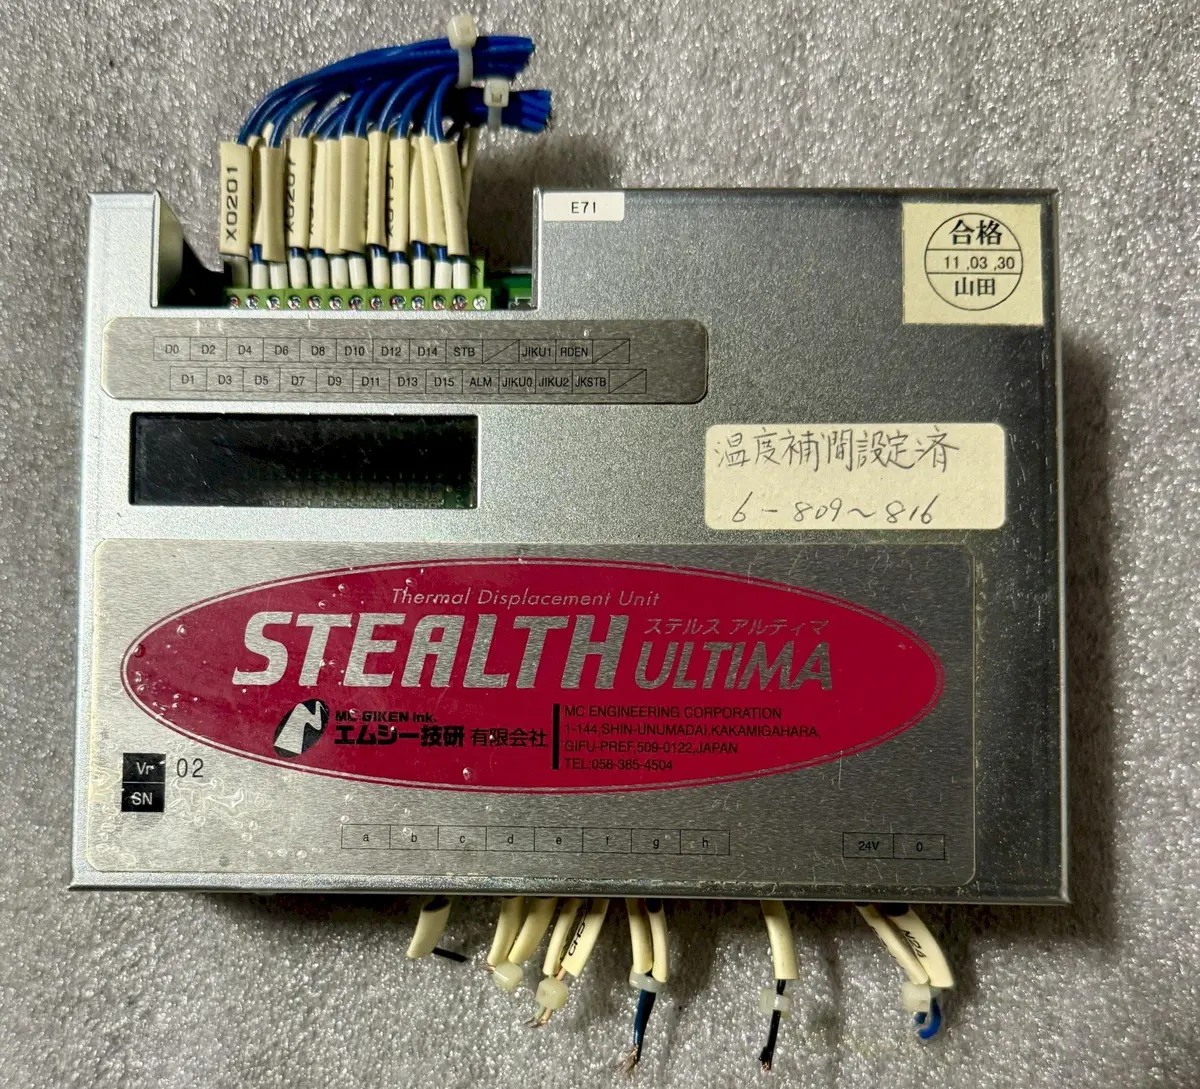 X0201
E71
合格
11,03,30
山田
D0 D2 D4 D6 D8 D10 D12 D14 STB JIKU1 RDEN
D1 D3 D5 D7 D9 D11 D13 D15 ALM JIKU0 JIKU2 JKSTB
温度補間設定済
6-809~816
Thermal Displacement Unit
STEALTH ULTIMA
ステルス アルティマ
MC GIKEN Ink.
エムシー技研 有限会社
MC ENGINEERING CORPORATION
1-144,SHIN-UNUMADAI,KAKAMIGAHARA,
GIFU-PREF,509-0122,JAPAN
TEL:058-385-4504
Vr 02
SN
a b c d e f g h
24V 0